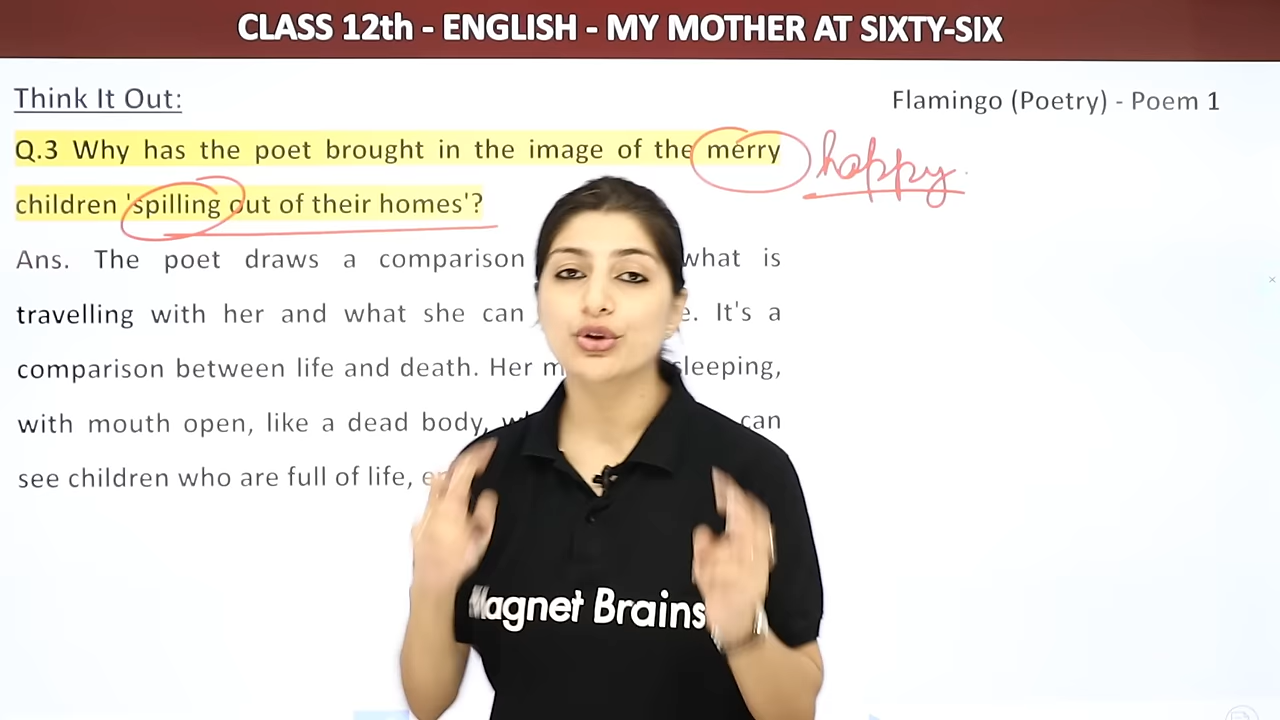 CLASS 12th - ENGLISH - MY MOTHER AT SIXTY-SIX
Think It Out:
Flamingo (Poetry) - Poem 1
Q.3 Why has the poet brought in the image of the merry
happy
children 'spilling out of their homes'?
Ans. The poet draws a comparison what is
travelling with her and what she can It's a
comparison between life and death. Her sleeping,
with mouth open, like a dead body, can
see children who are full of life,
Magnet Brains